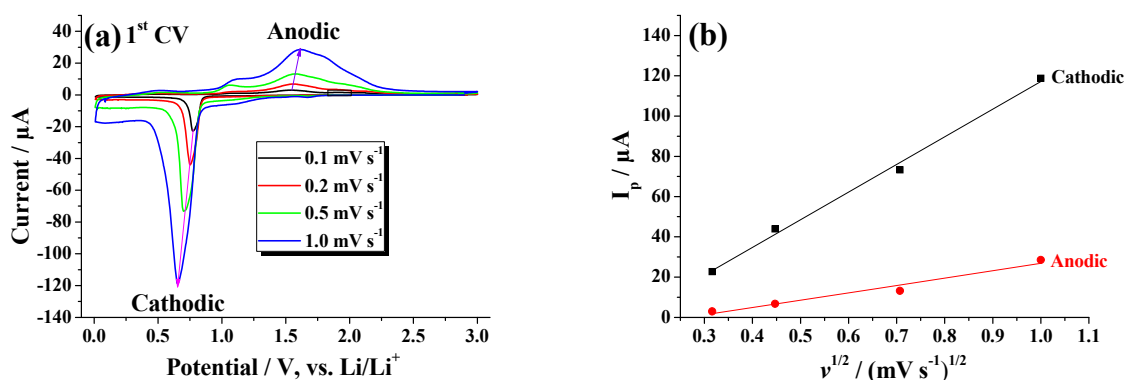 (a) 1st CV
Anodic
40
20
0
-20
-40
-60
-80
-100
-120
-140
Current / μA
0.1 mV s-1
0.2 mV s-1
0.5 mV s-1
1.0 mV s-1
Cathodic
0.0 0.5 1.0 1.5 2.0 2.5 3.0
Potential / V, vs. Li/Li+
(b)
140
120
100
80
60
40
20
0
Ip / μA
Cathodic
Anodic
0.3 0.4 0.5 0.6 0.7 0.8 0.9 1.0 1.1
v1/2 / (mV s-1)1/2